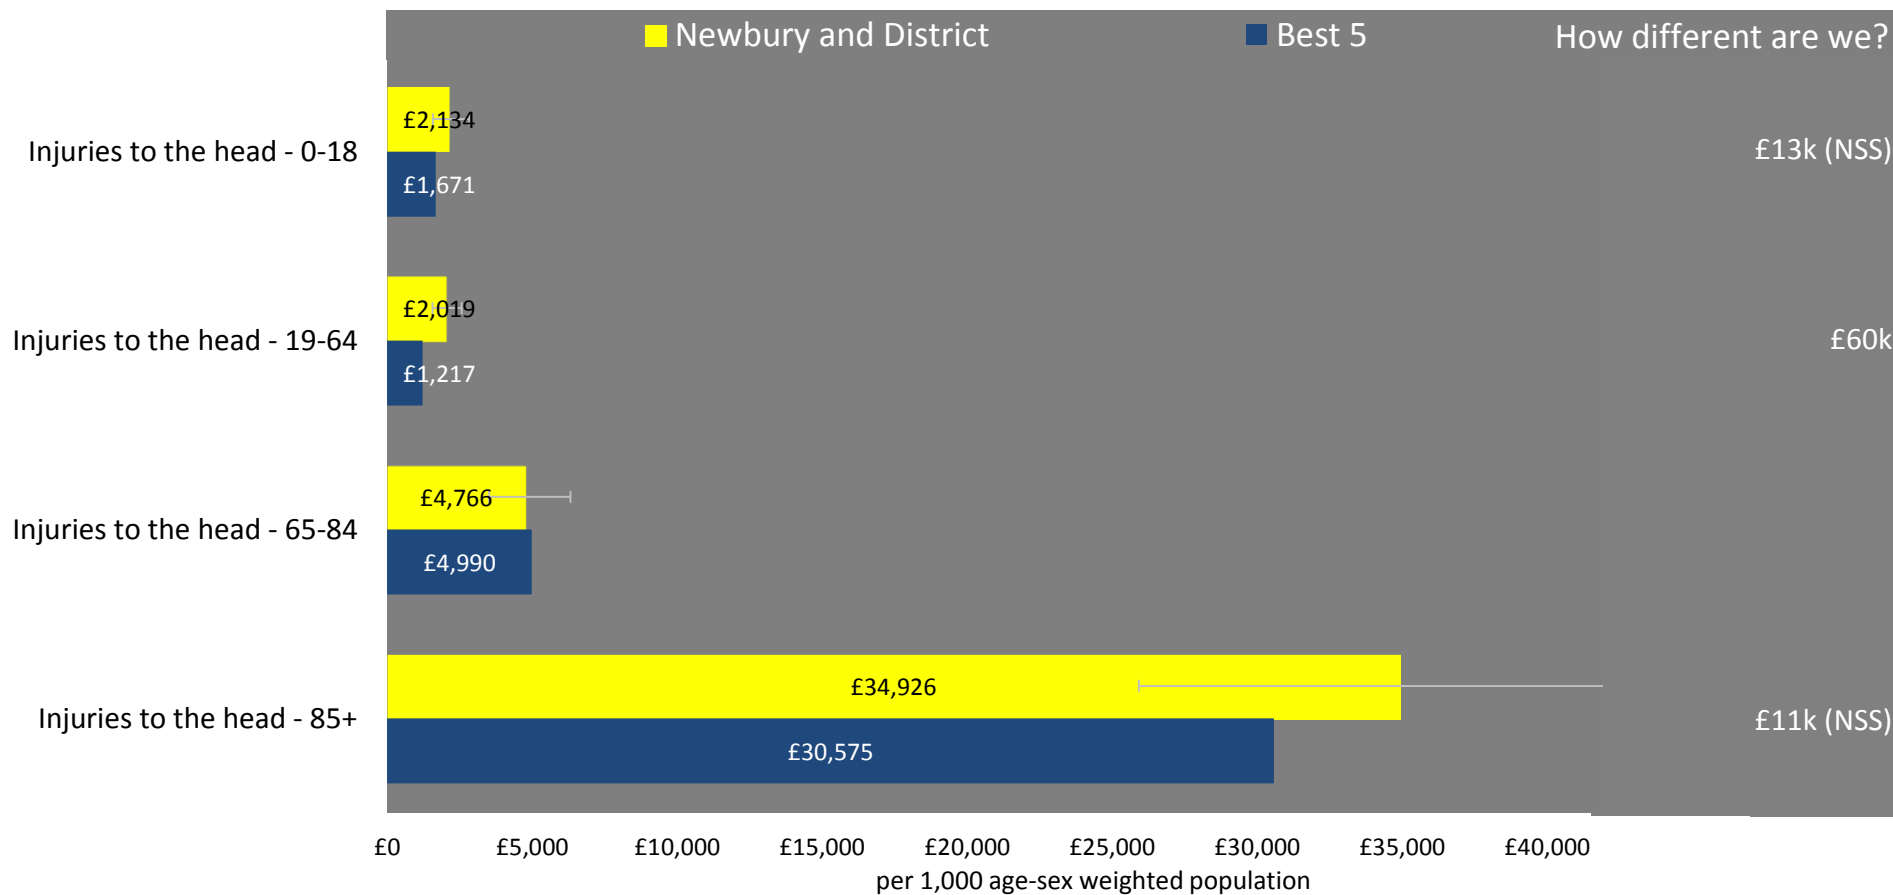 Newbury and District Best 5 How different are we?
Injuries to the head - 0-18 £2,134 £1,671 £13k (NSS)
Injuries to the head - 19-64 £2,019 £1,217 £60k
Injuries to the head - 65-84 £4,766 £4,990
Injuries to the head - 85+ £34,926 £30,575 £11k (NSS)
£0 £5,000 £10,000 £15,000 £20,000 £25,000 £30,000 £35,000 £40,000
per 1,000 age-sex weighted population